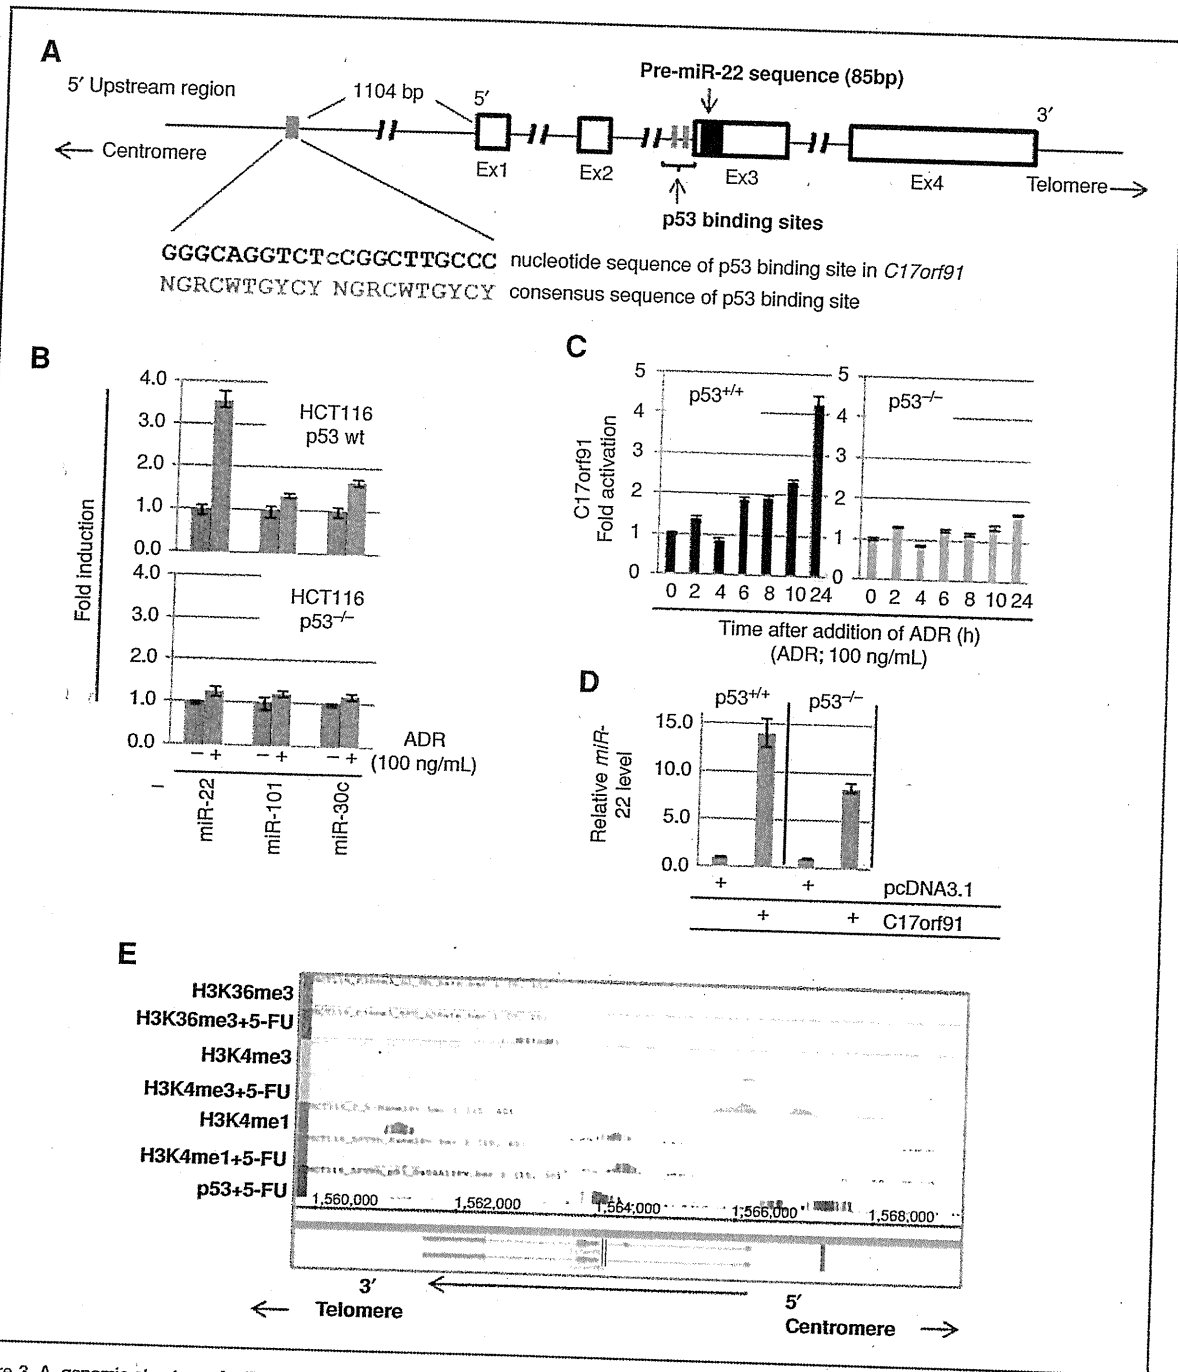 A
Pre-miR-22 sequence (85bp)
5′ Upstream region
1104 bp
5′
3′
Centromere
Ex1
Ex2
Ex3
Ex4
Telomere
p53 binding sites
GGGCAGGTCTcCGGCTTGCCC nucleotide sequence of p53 binding site in C17orf91
NGRCWTGYCY NGRCWTGYCY consensus sequence of p53 binding site
B
Fold induction
4.0
3.0
2.0
1.0
0.0
HCT116
p53 wt
4.0
3.0
2.0
1.0
0.0
HCT116
p53–/–
– + – + – +
ADR
(100 ng/mL)
–
miR-22
miR-101
miR-30c
C
C17orf91
Fold activation
5
4
3
2
1
0
p53+/+
5
4
3
2
1
0
p53–/–
0 2 4 6 8 10 24
0 2 4 6 8 10 24
Time after addition of ADR (h)
(ADR; 100 ng/mL)
D
Relative miR-
22 level
p53+/+ p53–/–
15.0
10.0
5.0
0.0
+ + pcDNA3.1
+ + C17orf91
E
H3K36me3
H3K36me3+5-FU
H3K4me3
H3K4me3+5-FU
H3K4me1
H3K4me1+5-FU
p53+5-FU
1,560,000 1,562,000 1,564,000 1,566,000 1,568,000
3′
5′
Telomere
Centromere
3. A, genomic